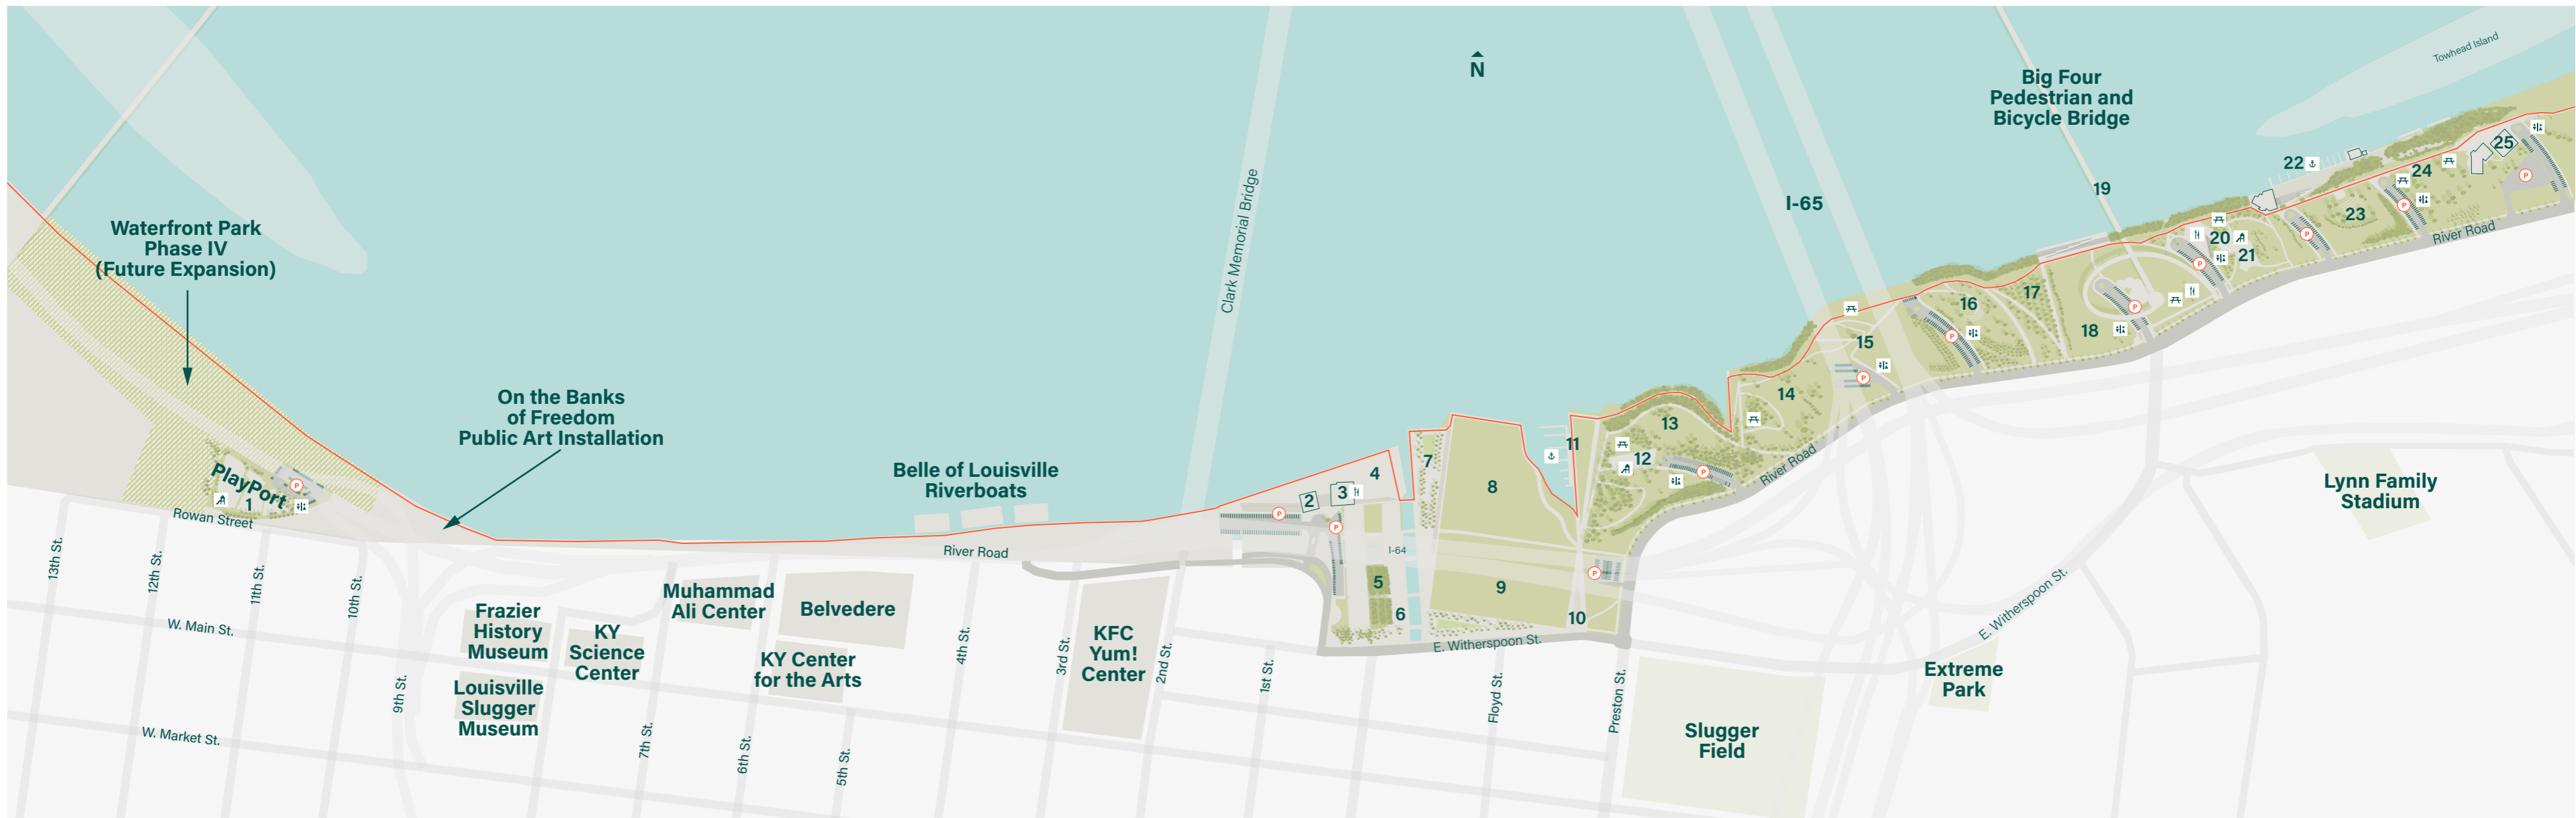 N
Towhead Island
Big Four
Pedestrian and
Bicycle Bridge
I-65
Clark Memorial Bridge
Waterfront Park
Phase IV
(Future Expansion)
On the Banks
of Freedom
Public Art Installation
Belle of Louisville
Riverboats
PlayPort
1
Rowan Street
2
3
4
5
6
7
8
9
10
11
12
13
14
15
16
17
18
19
20
21
22
23
24
25
P
P
P
P
P
P
P
P
P
P
P
P
River Road
River Road
River Road
I-64
Lynn Family
Stadium
E. Witherspoon St.
E. Witherspoon St.
Extreme
Park
Slugger
Field
Muhammad
Ali Center
Belvedere
Frazier
History
Museum
KY
Science
Center
KY Center
for the Arts
KFC
Yum!
Center
Louisville
Slugger
Museum
W. Main St.
W. Market St.
13th St.
12th St.
11th St.
10th St.
9th St.
7th St.
6th St.
5th St.
4th St.
3rd St.
2nd St.
1st St.
Floyd St.
Preston St.